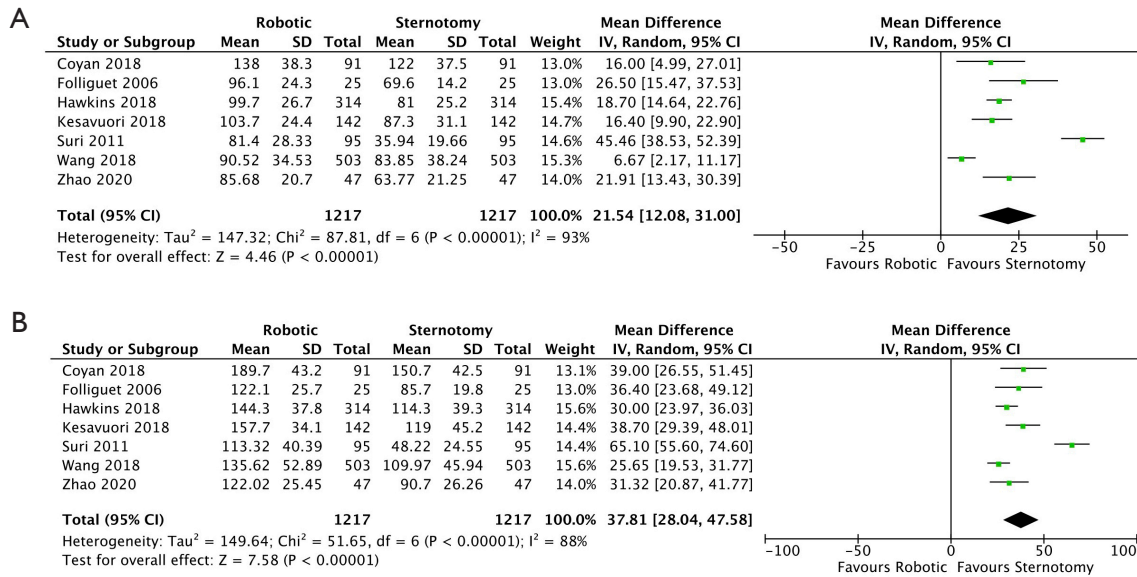 A
Robotic Sternotomy Mean Difference Mean Difference
Study or Subgroup Mean SD Total Mean SD Total Weight IV, Random, 95% CI IV, Random, 95% CI
Coyan 2018 138 38.3 91 122 37.5 91 13.0% 16.00 [4.99, 27.01]
Folliguet 2006 96.1 24.3 25 69.6 14.2 25 13.0% 26.50 [15.47, 37.53]
Hawkins 2018 99.7 26.7 314 81 25.2 314 15.4% 18.70 [14.64, 22.76]
Kesavuori 2018 103.7 24.4 142 87.3 31.1 142 14.7% 16.40 [9.90, 22.90]
Suri 2011 81.4 28.33 95 35.94 19.66 95 14.6% 45.46 [38.53, 52.39]
Wang 2018 90.52 34.53 503 83.85 38.24 503 15.3% 6.67 [2.17, 11.17]
Zhao 2020 85.68 20.7 47 63.77 21.25 47 14.0% 21.91 [13.43, 30.39]
Total (95% CI) 1217 1217 100.0% 21.54 [12.08, 31.00]
Heterogeneity: Tau² = 147.32; Chi² = 87.81, df = 6 (P < 0.00001); I² = 93%
Test for overall effect: Z = 4.46 (P < 0.00001)
−50 −25 0 25 50
Favours Robotic Favours Sternotomy
B
Robotic Sternotomy Mean Difference Mean Difference
Study or Subgroup Mean SD Total Mean SD Total Weight IV, Random, 95% CI IV, Random, 95% CI
Coyan 2018 189.7 43.2 91 150.7 42.5 91 13.1% 39.00 [26.55, 51.45]
Folliguet 2006 122.1 25.7 25 85.7 19.8 25 13.0% 36.40 [23.68, 49.12]
Hawkins 2018 144.3 37.8 314 114.3 39.3 314 15.6% 30.00 [23.97, 36.03]
Kesavuori 2018 157.7 34.1 142 119 45.2 142 14.4% 38.70 [29.39, 48.01]
Suri 2011 113.32 40.39 95 48.22 24.55 95 14.4% 65.10 [55.60, 74.60]
Wang 2018 135.62 52.89 503 109.97 45.94 503 15.6% 25.65 [19.53, 31.77]
Zhao 2020 122.02 25.45 47 90.7 26.26 47 14.0% 31.32 [20.87, 41.77]
Total (95% CI) 1217 1217 100.0% 37.81 [28.04, 47.58]
Heterogeneity: Tau² = 149.64; Chi² = 51.65, df = 6 (P < 0.00001); I² = 88%
Test for overall effect: Z = 7.58 (P < 0.00001)
−100 −50 0 50 100
Favours Robotic Favours Sternotomy